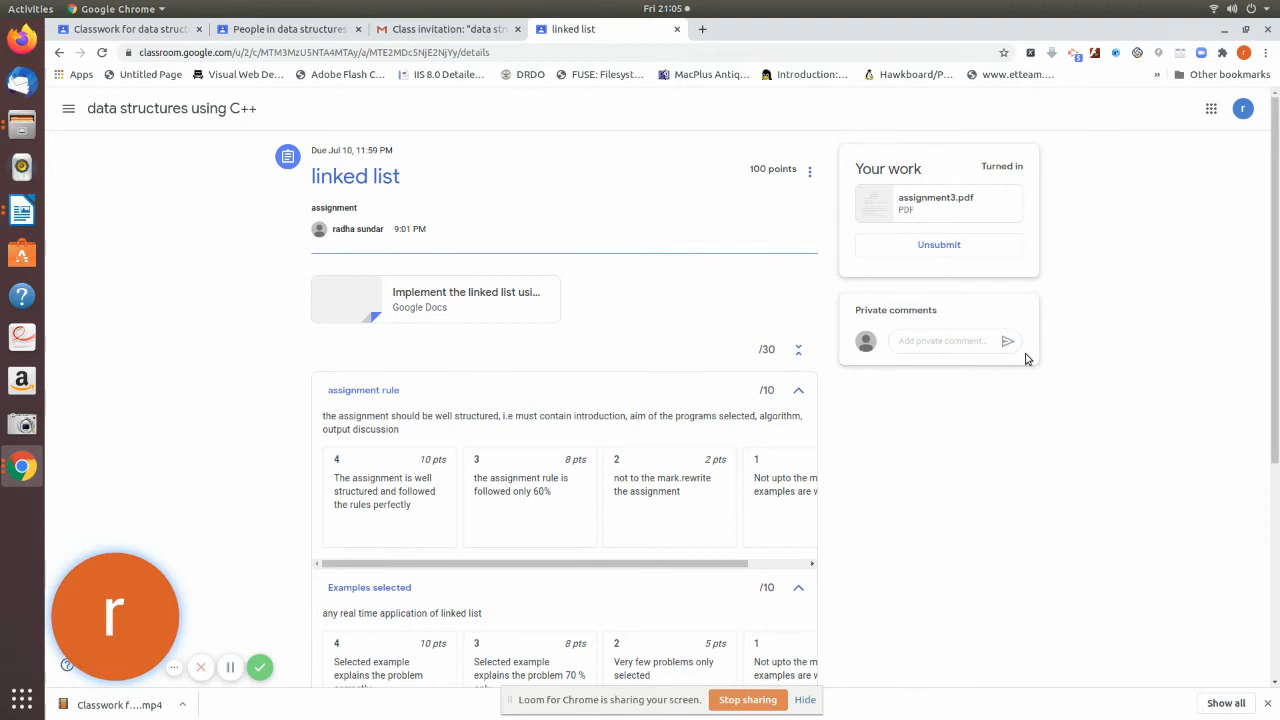 Activities
Google Chrome
Fri 21:05
Classwork for data struct
People in data structures
Class invitation: "data str
linked list
classroom.google.com/u/2/c/MTM3MzU5NTA4MTAy/a/MTE2MDc5NjE2NjYy/details
Apps
Untitled Page
Visual Web De...
Adobe Flash C...
IIS 8.0 Detaile...
DRDO
FUSE: Filesyst...
MacPlus Antiq...
Introduction:...
Hawkboard/P...
www.etteam....
»
Other bookmarks
data structures using C++
r
Due Jul 10, 11:59 PM
linked list
100 points
assignment
radha sundar
9:01 PM
Your work
Turned in
assignment3.pdf
PDF
Unsubmit
Private comments
Add private comment...
Implement the linked list usi...
Google Docs
/30
assignment rule
/10
the assignment should be well structured, i.e must contain introduction, aim of the programs selected, algorithm,
output discussion
4
10 pts
The assignment is well
structured and followed
the rules perfectly
3
8 pts
the assignment rule is
followed only 60%
2
2 pts
not to the mark.rewrite
the assignment
1
Not upto the m
examples are w
Examples selected
/10
any real time application of linked list
4
10 pts
Selected example
explains the problem
3
8 pts
Selected example
explains the problem 70 %
2
5 pts
Very few problems only
selected
1
Not upto the m
examples are w
r
Loom for Chrome is sharing your screen.
Stop sharing
Hide
Classwork f....mp4
Show all